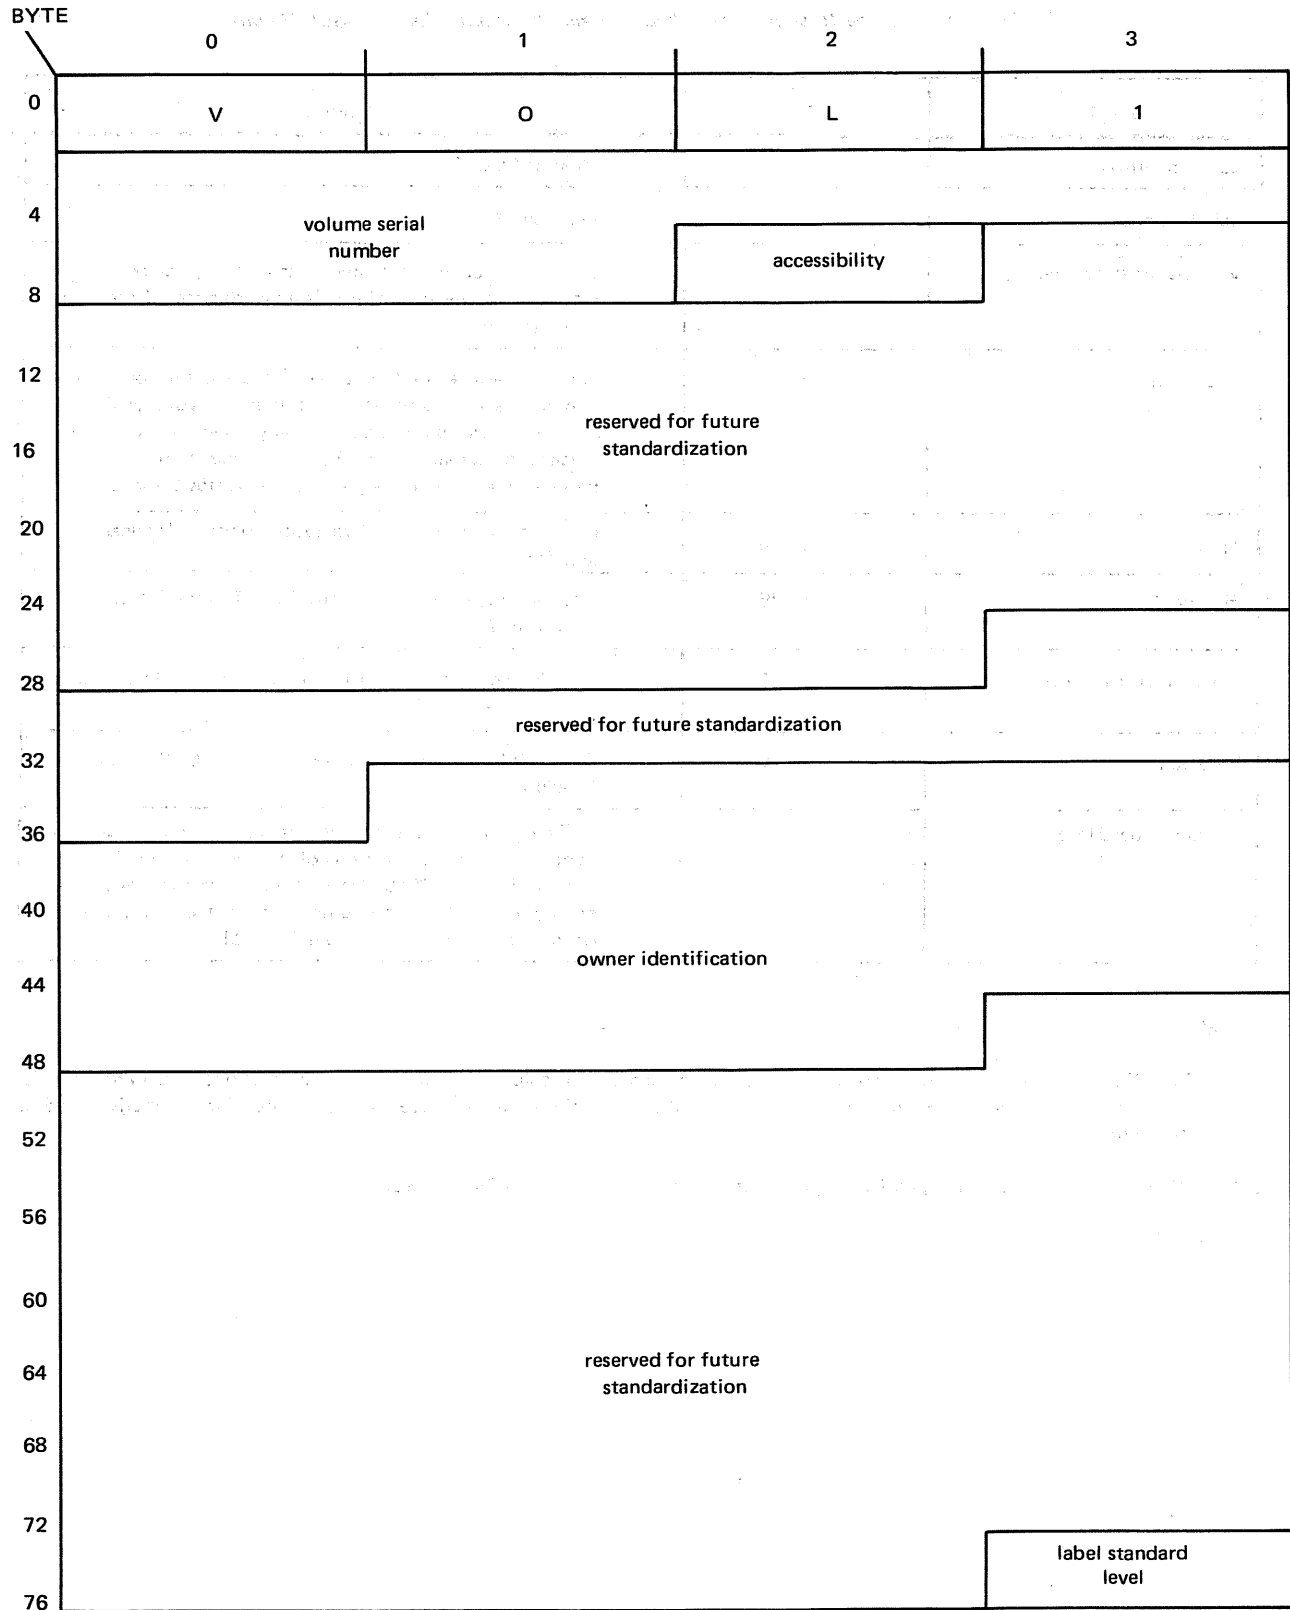 BYTE
0 1 2 3
0 V O L 1
4
volume serial
number
accessibility
8
12
reserved for future
standardization
16
20
24
28
reserved for future standardization
32
36
40
owner identification
44
48
52
56
60
reserved for future
standardization
64
68
72
label standard
level
76